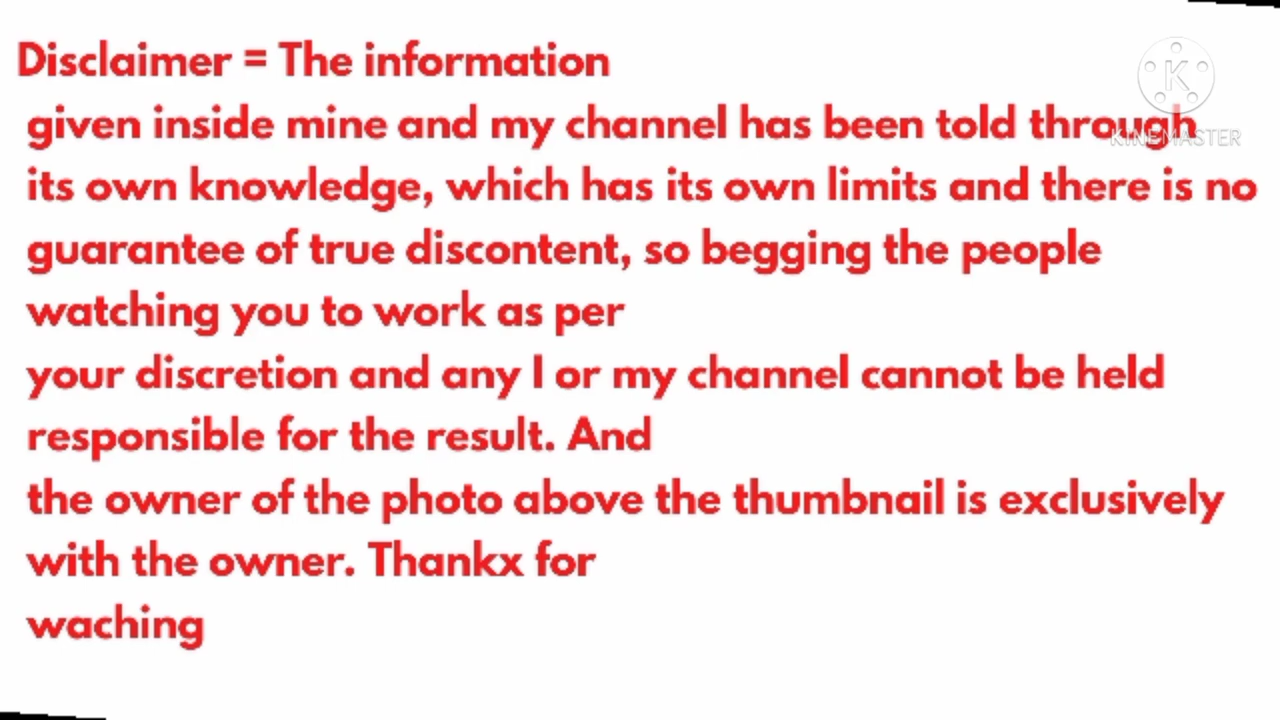 Disclaimer = The information
given inside mine and my channel has been told through
its own knowledge, which has its own limits and there is no
guarantee of true discontent, so begging the people
watching you to work as per
your discretion and any I or my channel cannot be held
responsible for the result. And
the owner of the photo above the thumbnail is exclusively
with the owner. Thankx for
waching
K
KINEMASTER